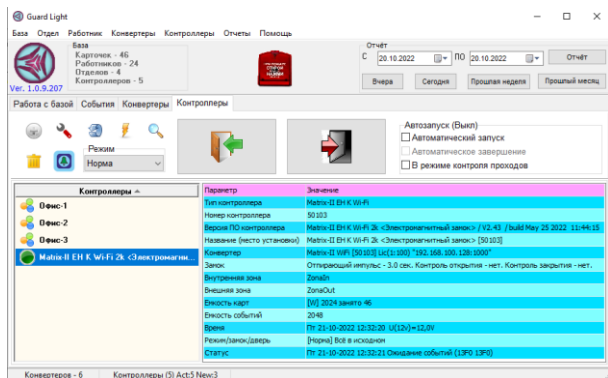 Guard Light
База Отдел Работник Конвертеры Контроллеры Отчеты Помощь
База
Карточек - 46
Работников - 24
Отделов - 4
Контроллеров - 5
Ver. 1.0.9.207
Отчёт
С 20.10.2022 ПО 20.10.2022 Отчёт
Вчера Сегодня Прошлая неделя Прошлый месяц
Работа с базой События Конвертеры Контроллеры
Режим
Норма
Автозапуск (Выкл)
Автоматический запуск
Автоматическое завершение
В режиме контроля проходов
Контроллеры
Офис-1
Офис-2
Офис-3
Matrix-II EH K Wi-Fi 2k <Электромагнитн...
Параметр Значение
Тип контроллера Matrix-II EH K Wi-Fi
Номер контроллера 50103
Версия ПО контроллера Matrix-II EH K Wi-Fi 2k <Электромагнитный замок> / V2.43 / build May 25 2022 11:44:15
Название (место установки) Matrix-II EH K Wi-Fi 2k <Электромагнитный замок> [50103]
Конвертер Matrix-II WiFi [50103] Lic(1:100) "192.168.100.128:1000"
Замок Отпирающий импульс - 3.0 сек. Контроль открытия - нет. Контроль закрытия - нет.
Внутренняя зона ZonaIn
Внешняя зона ZonaOut
Емкость карт [W] 2024 занято 46
Емкость событий 2048
Время Пт 21-10-2022 12:32:20 U(12v)=12,0V
Режим/замок/дверь [Норма] Всё в исходном
Статус Пт 21-10-2022 12:32:21 Ожидание событий (13F0 13F0)
Конвертеров - 6 Контроллеры (5) Act:5 New:3